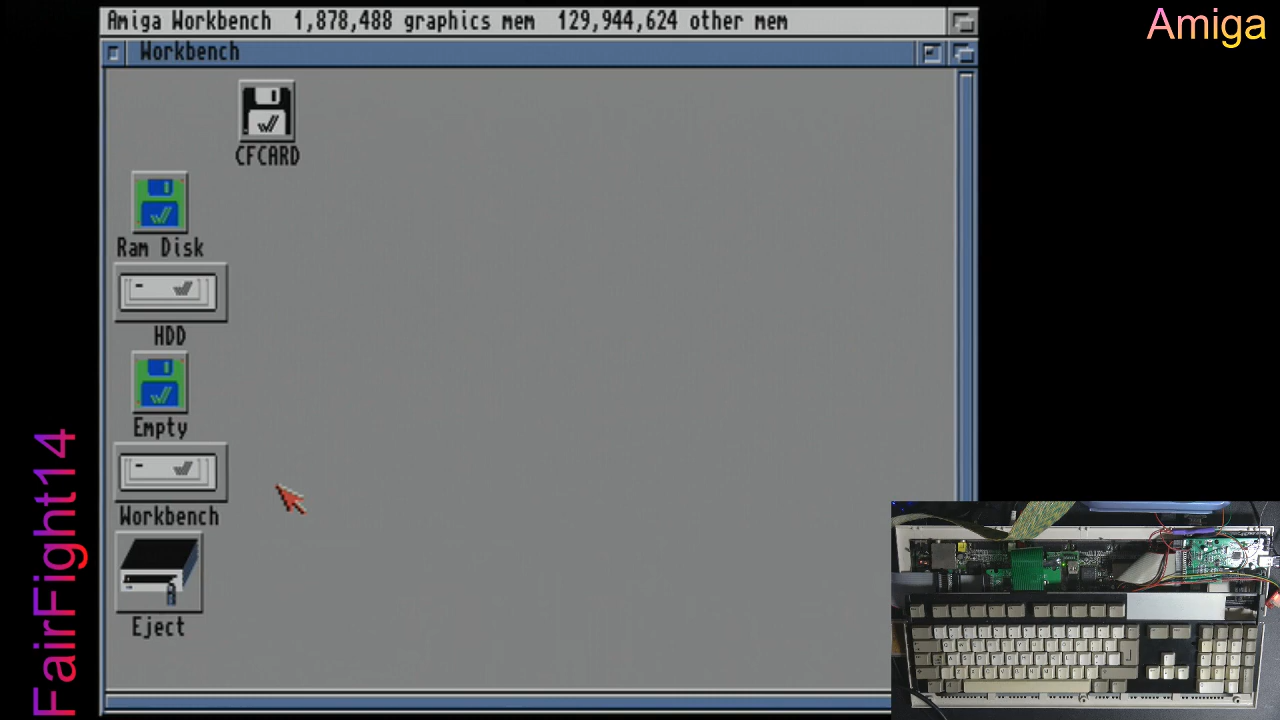 Amiga Workbench 1,878,488 graphics mem 129,944,624 other mem
Amiga
Workbench
CFCARD
Ram Disk
HDD
Empty
Workbench
Eject
FairFight14